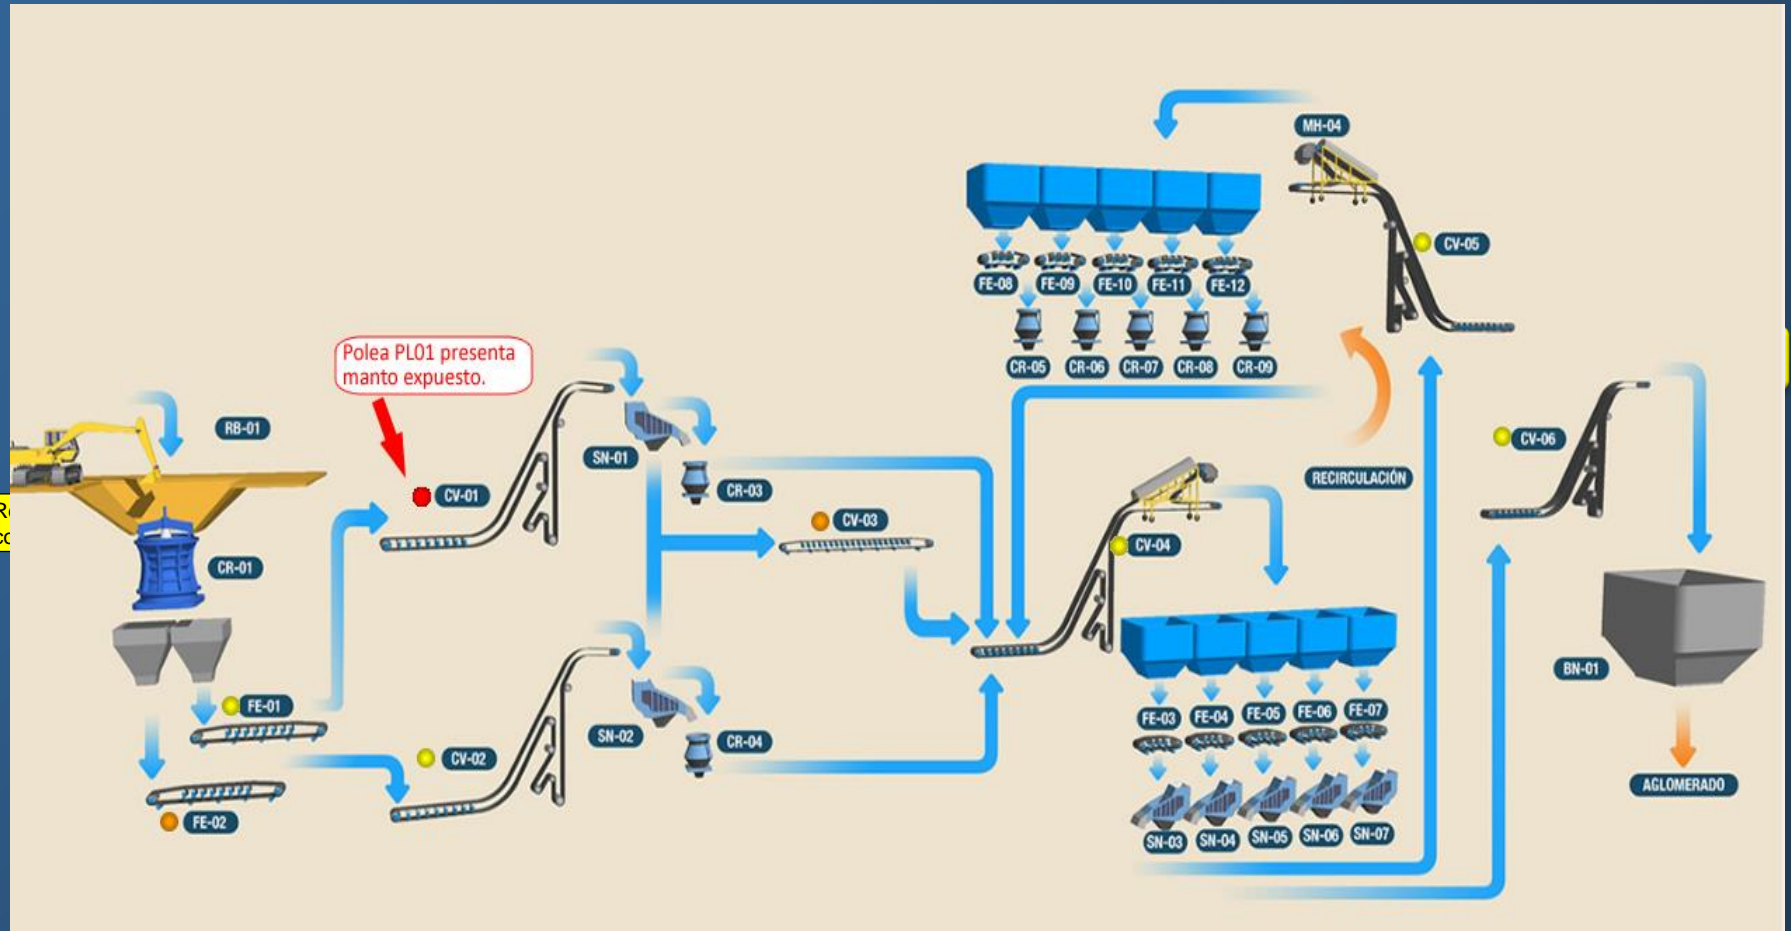 MH-04
CV-05
FE-08
FE-09
FE-10
FE-11
FE-12
CR-05
CR-06
CR-07
CR-08
CR-09
Polea PL01 presenta
manto expuesto.
RB-01
CV-01
SN-01
CR-03
CV-03
CV-04
RECIRCULACIÓN
CV-06
CR-01
FE-01
FE-02
CV-02
SN-02
CR-04
FE-03
FE-04
FE-05
FE-06
FE-07
SN-03
SN-04
SN-05
SN-06
SN-07
BN-01
AGLOMERADO